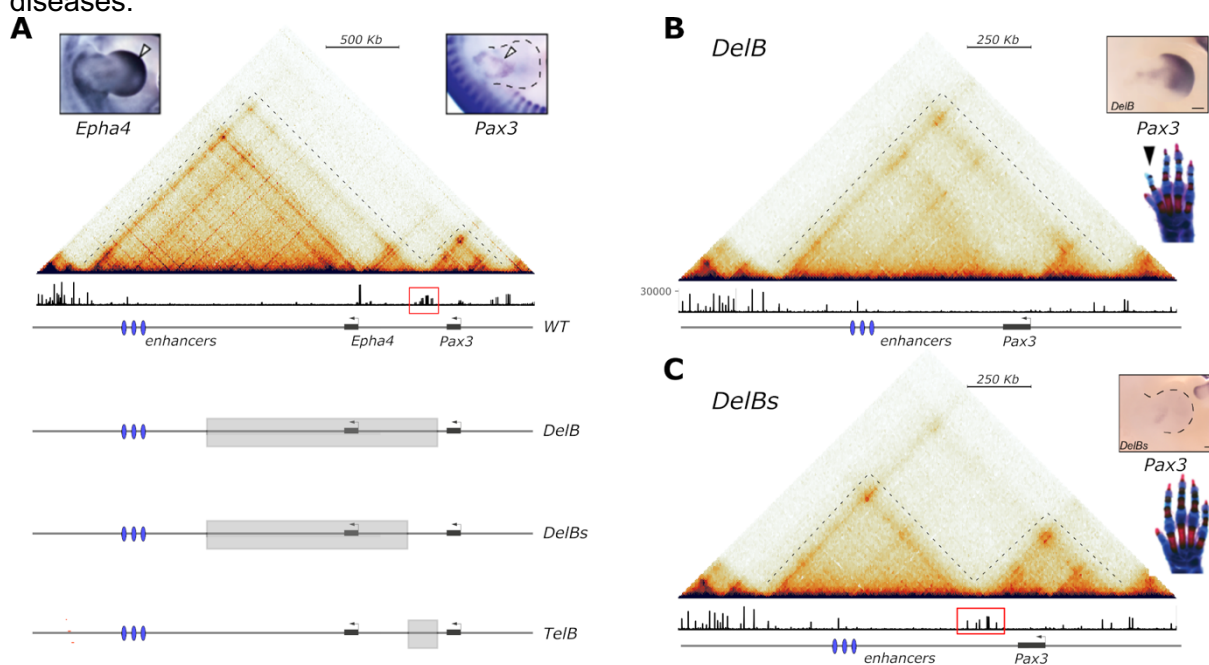 diseases.
A
500 Kb
Epha4
Pax3
enhancers
Epha4
Pax3
WT
DelB
DelBs
TelB
B
DelB
250 Kb
DelB
Pax3
30000
enhancers
Pax3
C
DelBs
250 Kb
DelBs
Pax3
enhancers
Pax3